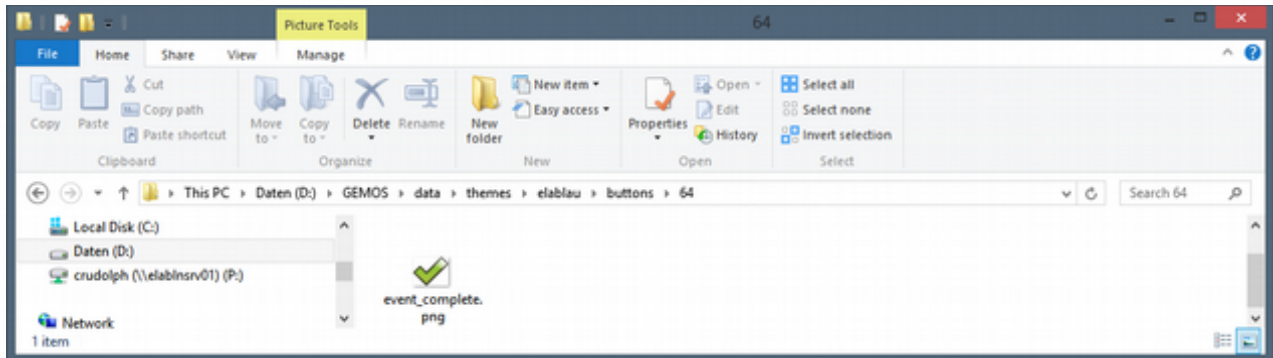 Picture Tools
64
File
Home
Share
View
Manage
Copy
Paste
Cut
Copy path
Paste shortcut
Clipboard
Move to
Copy to
Delete
Rename
Organize
New folder
New item
Easy access
New
Properties
Open
Edit
History
Open
Select all
Select none
Invert selection
Select
This PC
Daten (D:)
GEMOS
data
themes
elablau
buttons
64
Search 64
Local Disk (C:)
Daten (D:)
crudolph (\\elablnsrv01) (P:)
Network
event_complete.
png
1 item